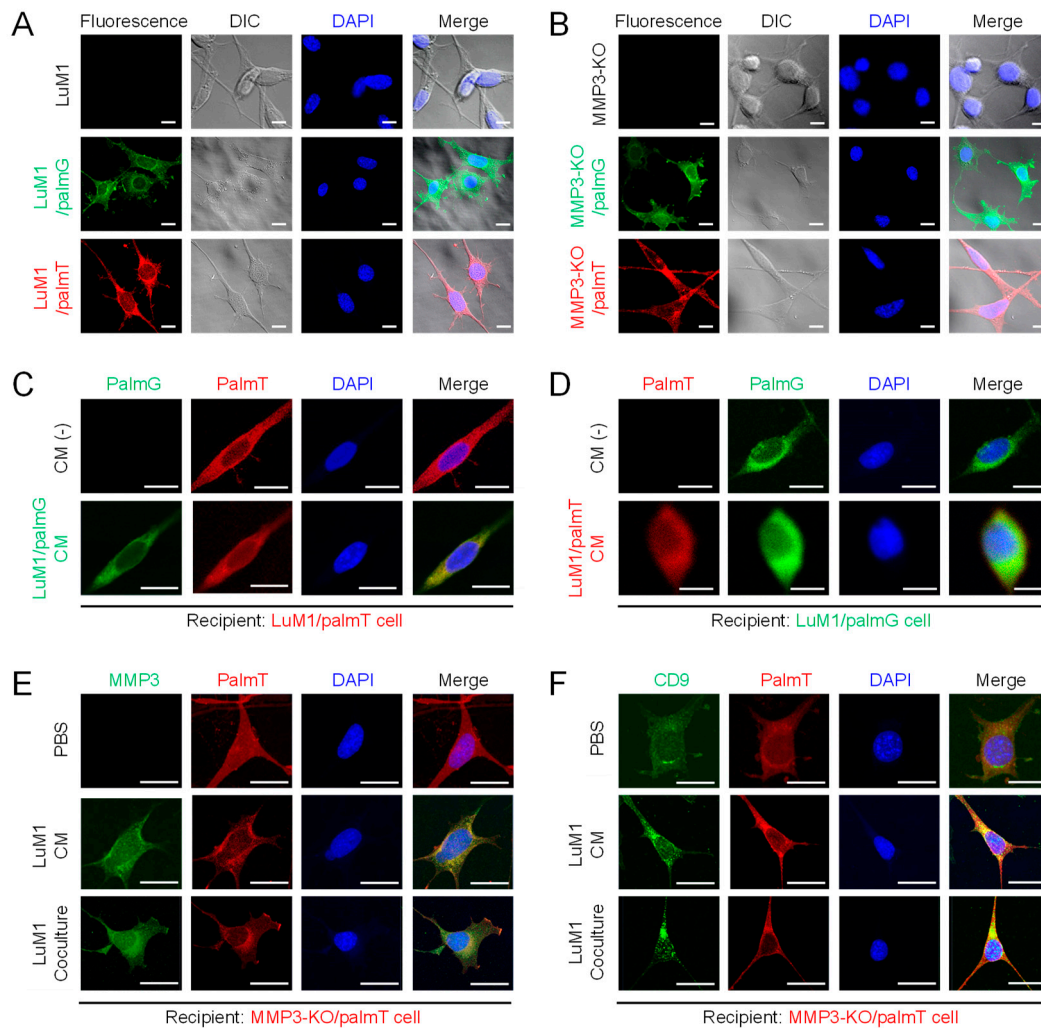 A
Fluorescence DIC DAPI Merge
LuM1
LuM1
/palmG
LuM1
/palmT
B
Fluorescence DIC DAPI Merge
MMP3-KO
MMP3-KO
/palmG
MMP3-KO
/palmT
C
PalmG PalmT DAPI Merge
CM (-)
LuM1/palmG
CM
Recipient: LuM1/palmT cell
D
PalmT PalmG DAPI Merge
CM (-)
LuM1/palmT
CM
Recipient: LuM1/palmG cell
E
MMP3 PalmT DAPI Merge
PBS
LuM1
CM
LuM1
Coculture
Recipient: MMP3-KO/palmT cell
F
CD9 PalmT DAPI Merge
PBS
LuM1
CM
LuM1
Coculture
Recipient: MMP3-KO/palmT cell